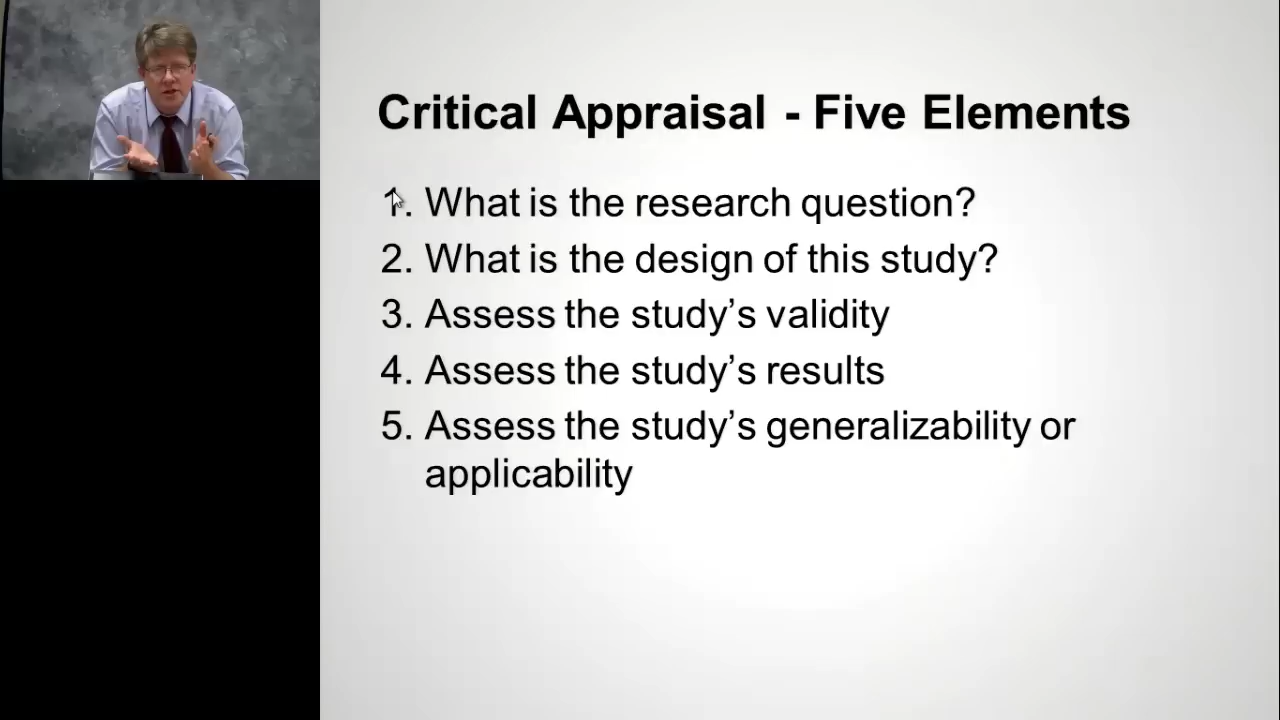 Critical Appraisal - Five Elements
1. What is the research question?
2. What is the design of this study?
3. Assess the study’s validity
4. Assess the study’s results
5. Assess the study’s generalizability or
applicability